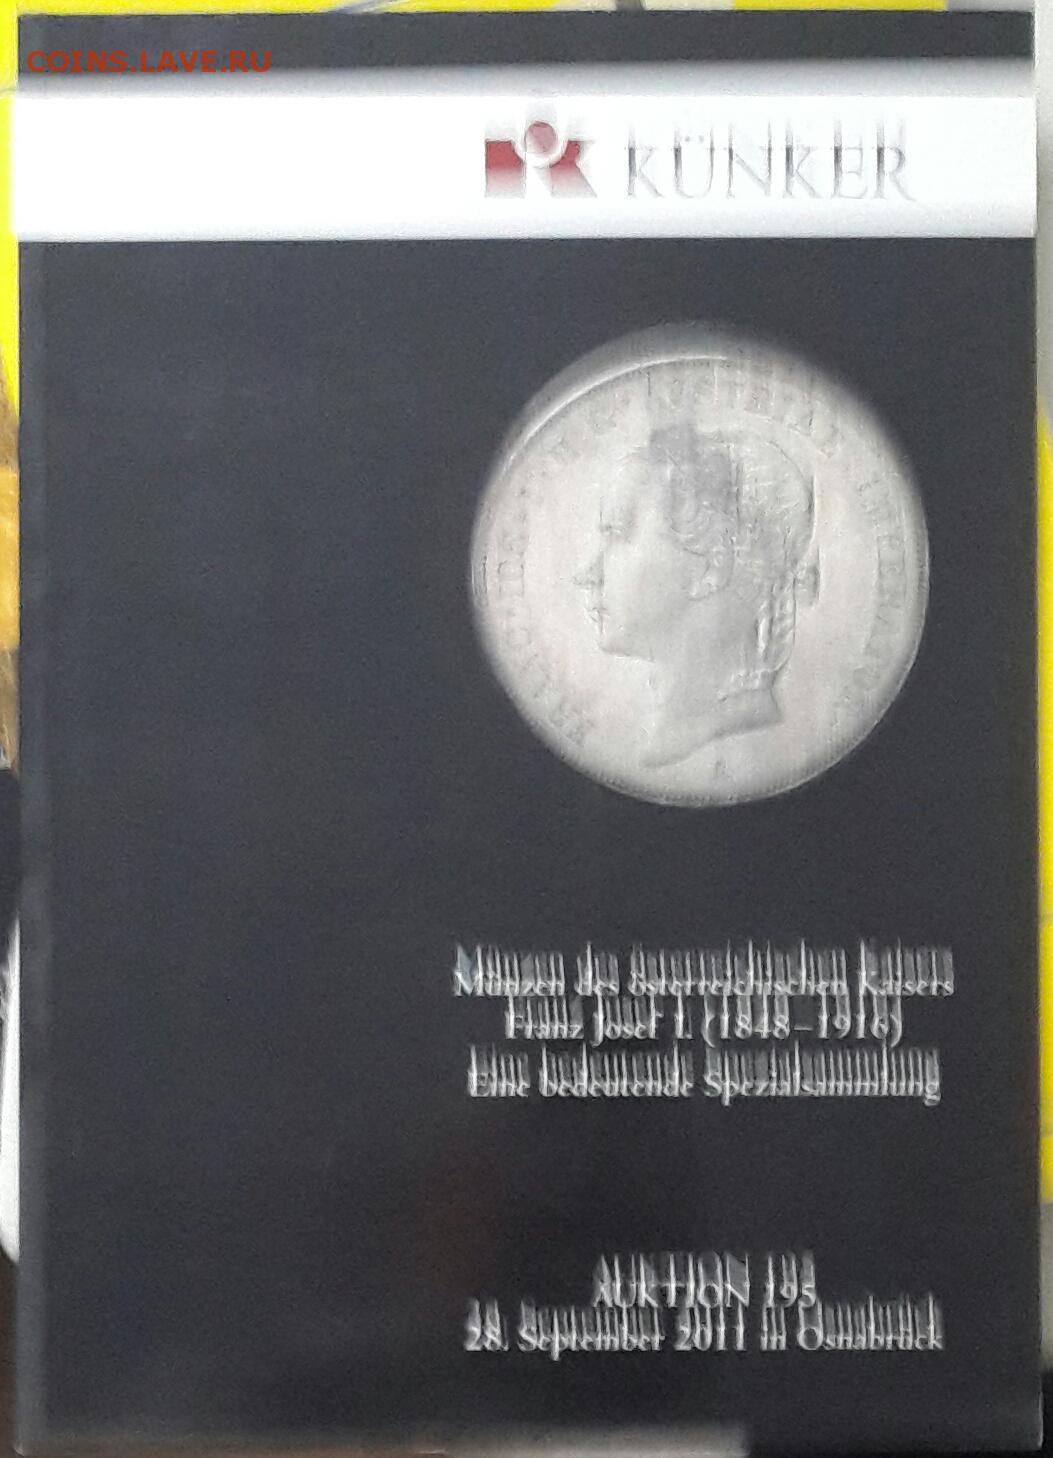 COINS.LAVE.RU
KÜNKER
Münzen des österreichischen Kaisers
Franz Josef I. (1848–1916)
Eine bedeutende Spezialsammlung
AUKTION 195
28. September 2011 in Osnabrück